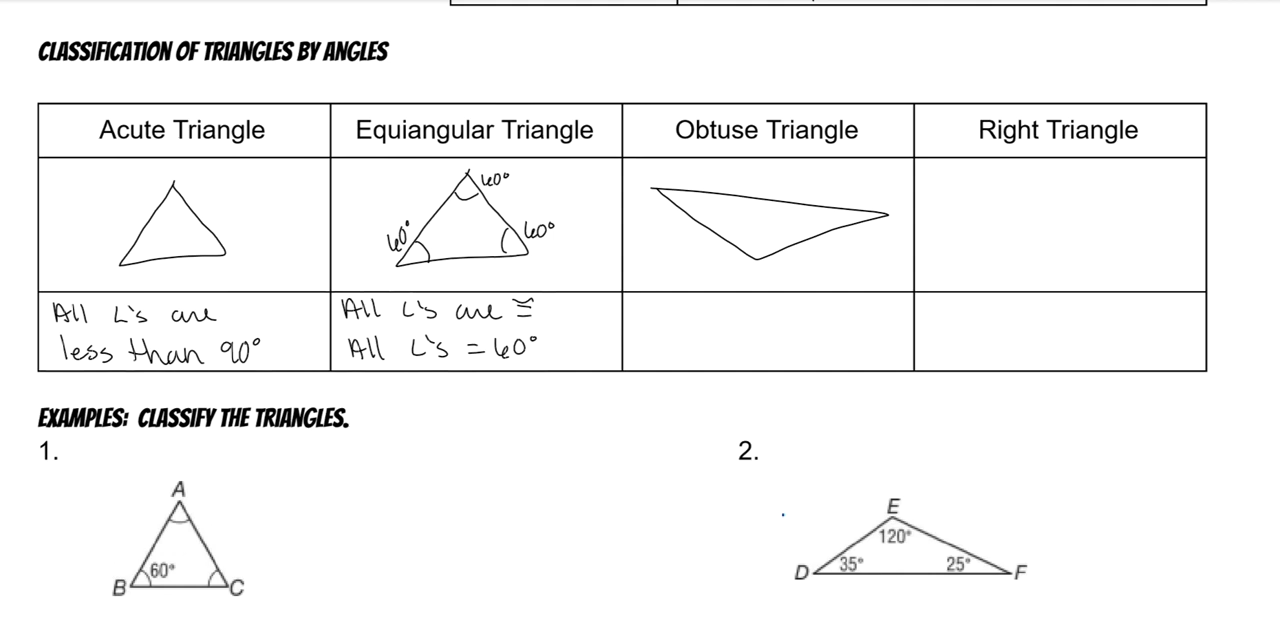 CLASSIFICATION OF TRIANGLES BY ANGLES
Acute Triangle Equiangular Triangle Obtuse Triangle Right Triangle
60°
60° 60°
All ∠'s are
less than 90°
All ∠'s are ≅
All ∠'s = 60°
EXAMPLES: CLASSIFY THE TRIANGLES.
1. 2.
A
60°
B C
E
120°
35° 25°
D F